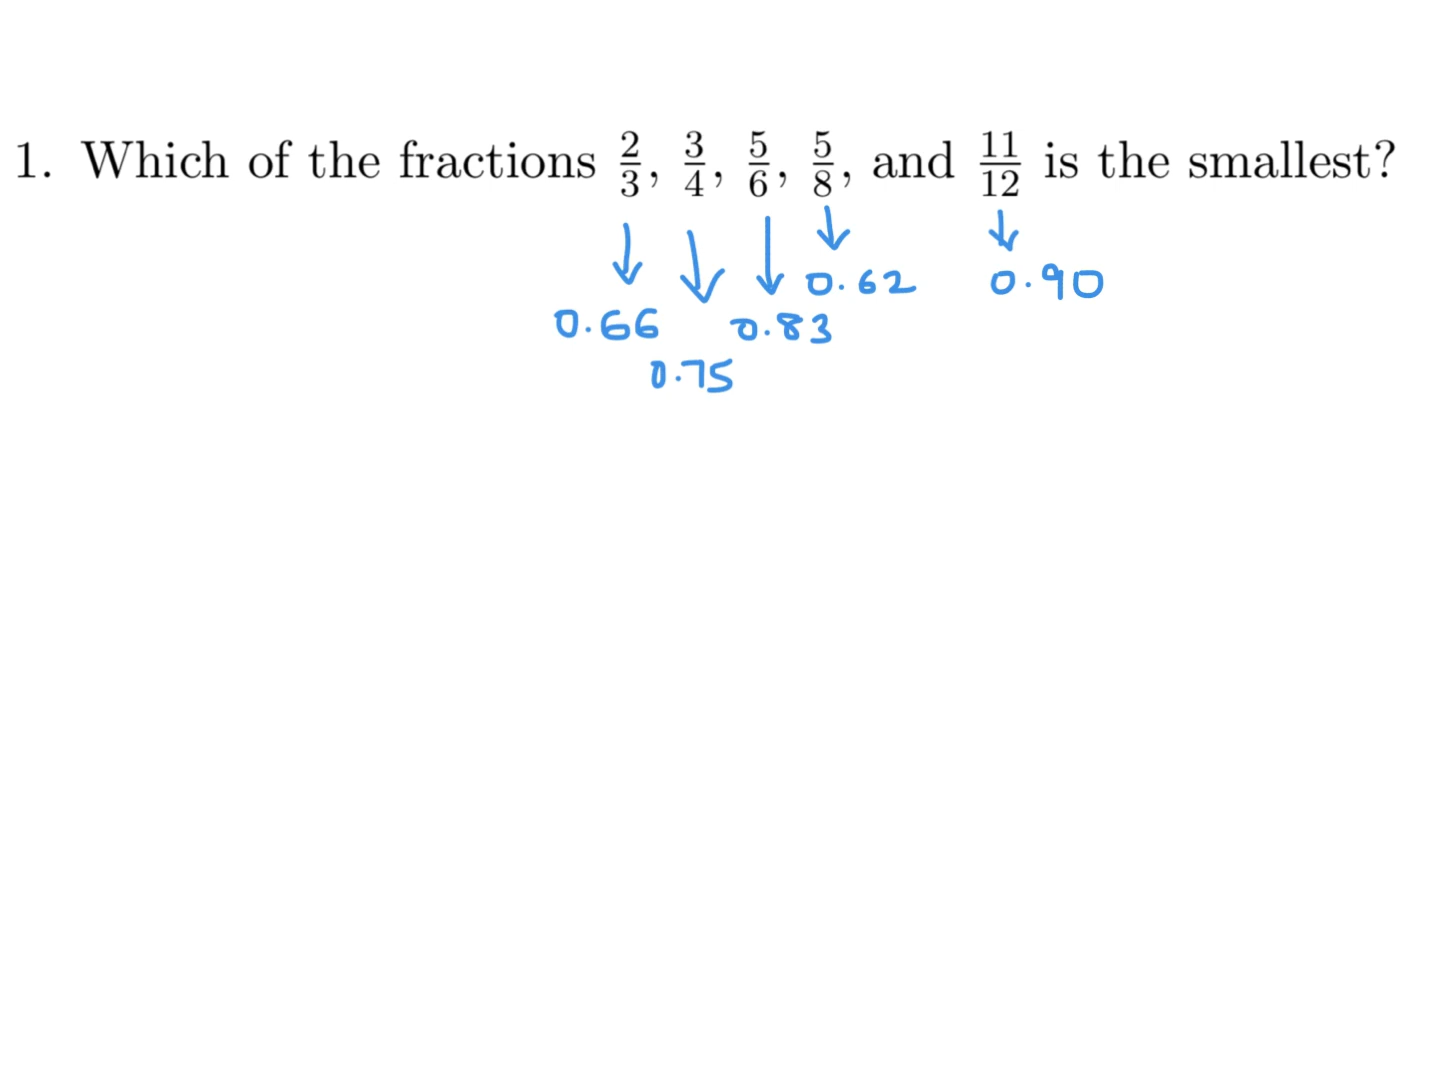 1. Which of the fractions 2/3, 3/4, 5/6, 5/8, and 11/12 is the smallest?
0.62 0.90
0.66 0.83
0.75